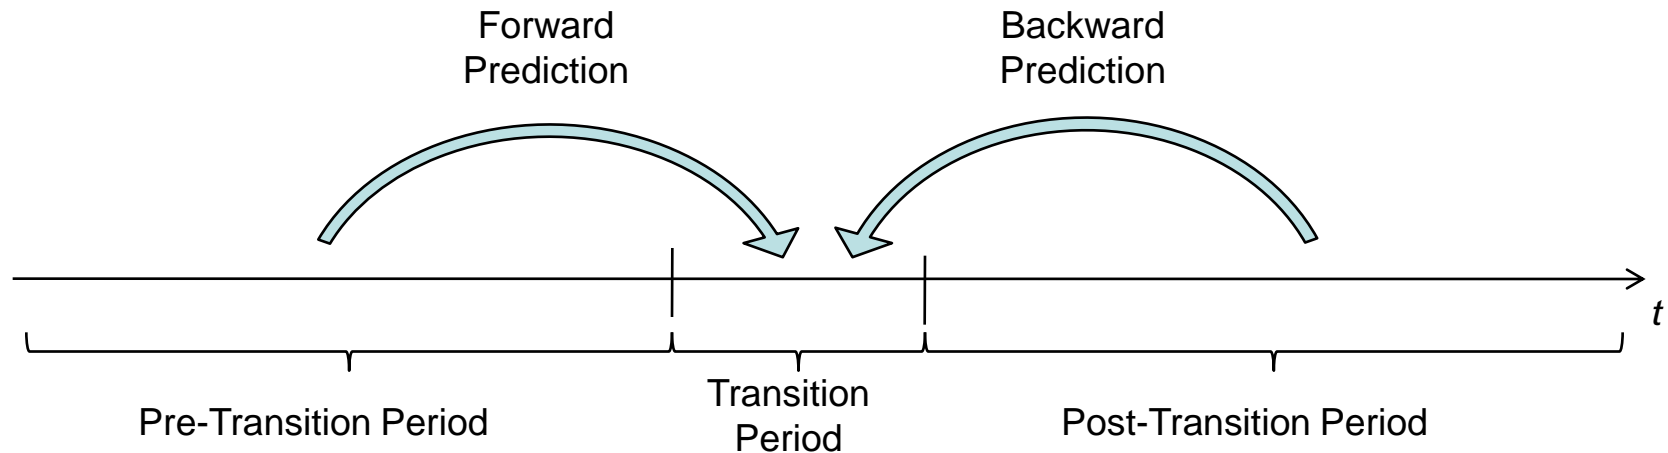 Forward
Prediction
Backward
Prediction
t
Pre-Transition Period
Transition
Period
Post-Transition Period